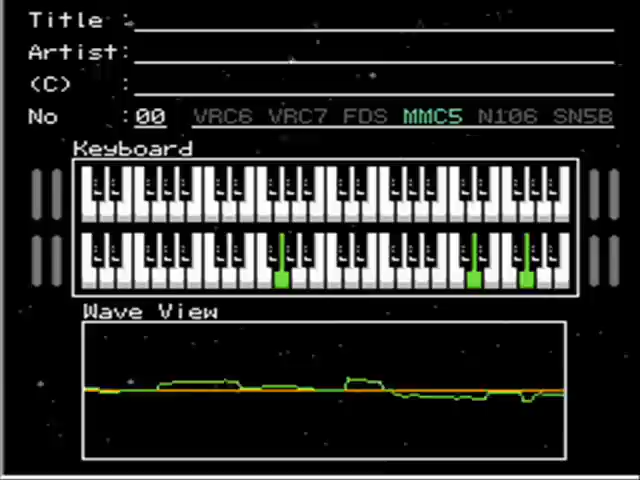 Title :
Artist:
(C) :
No :00 VRC6 VRC7 FDS MMC5 N106 SN5B
Keyboard
Wave View